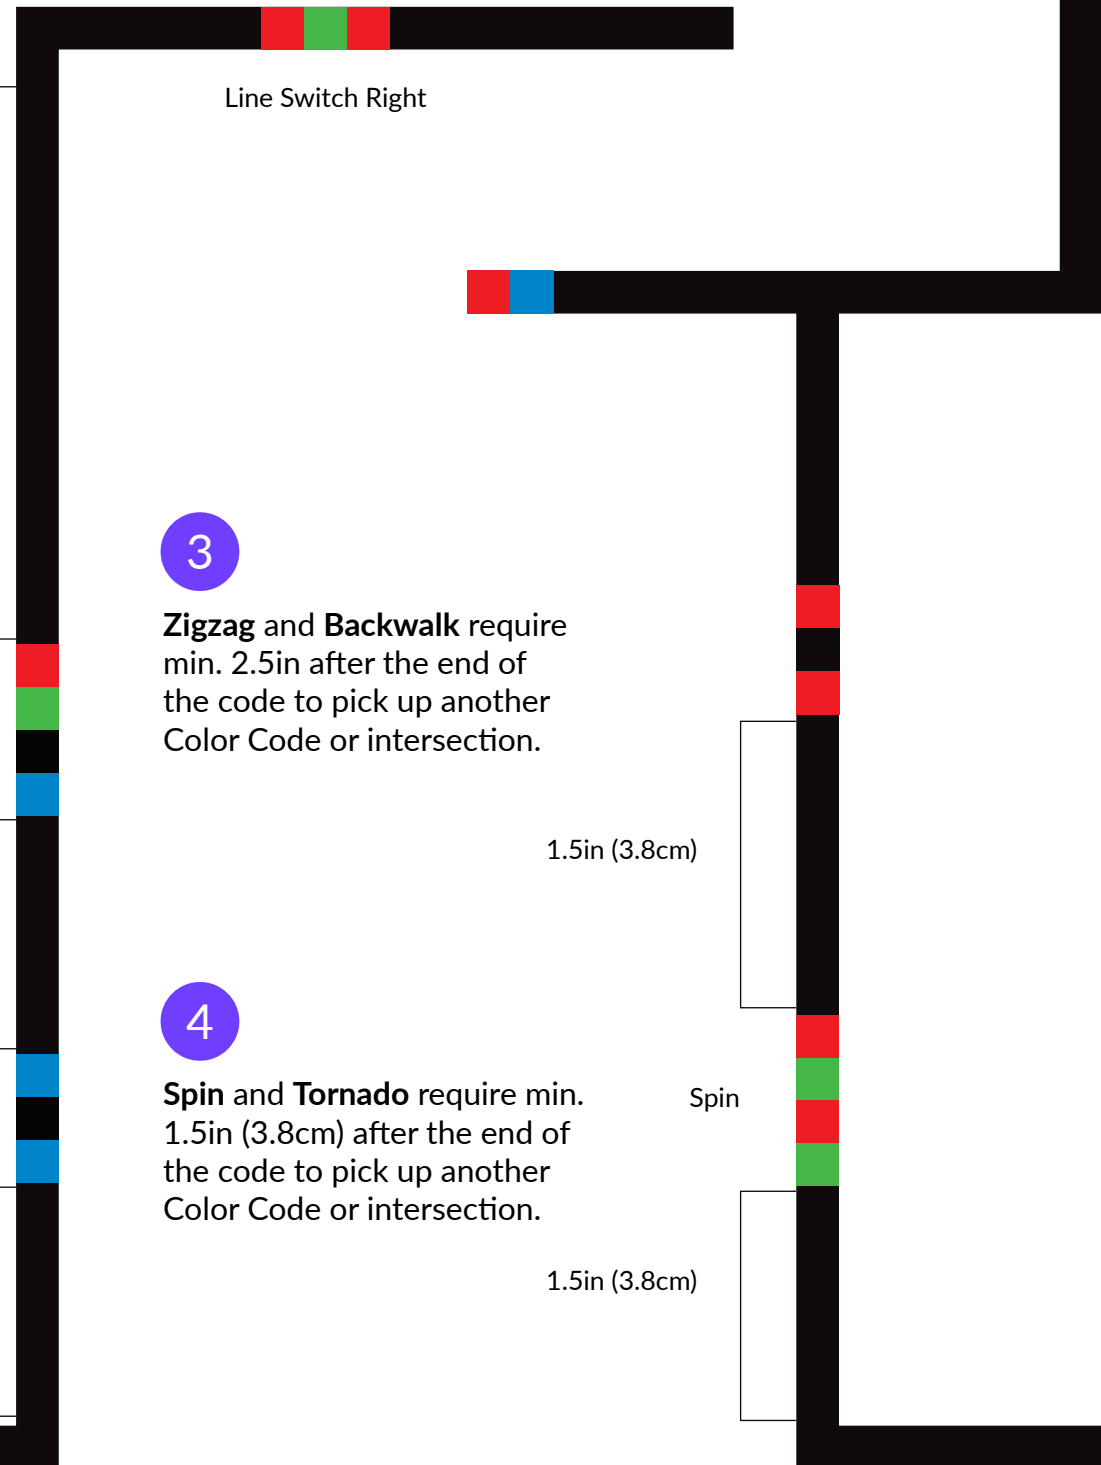 Line Switch Right
3
Zigzag and Backwalk require
min. 2.5in after the end of
the code to pick up another
Color Code or intersection.
1.5in (3.8cm)
4
Spin and Tornado require min.
1.5in (3.8cm) after the end of
the code to pick up another
Color Code or intersection.
Spin
1.5in (3.8cm)